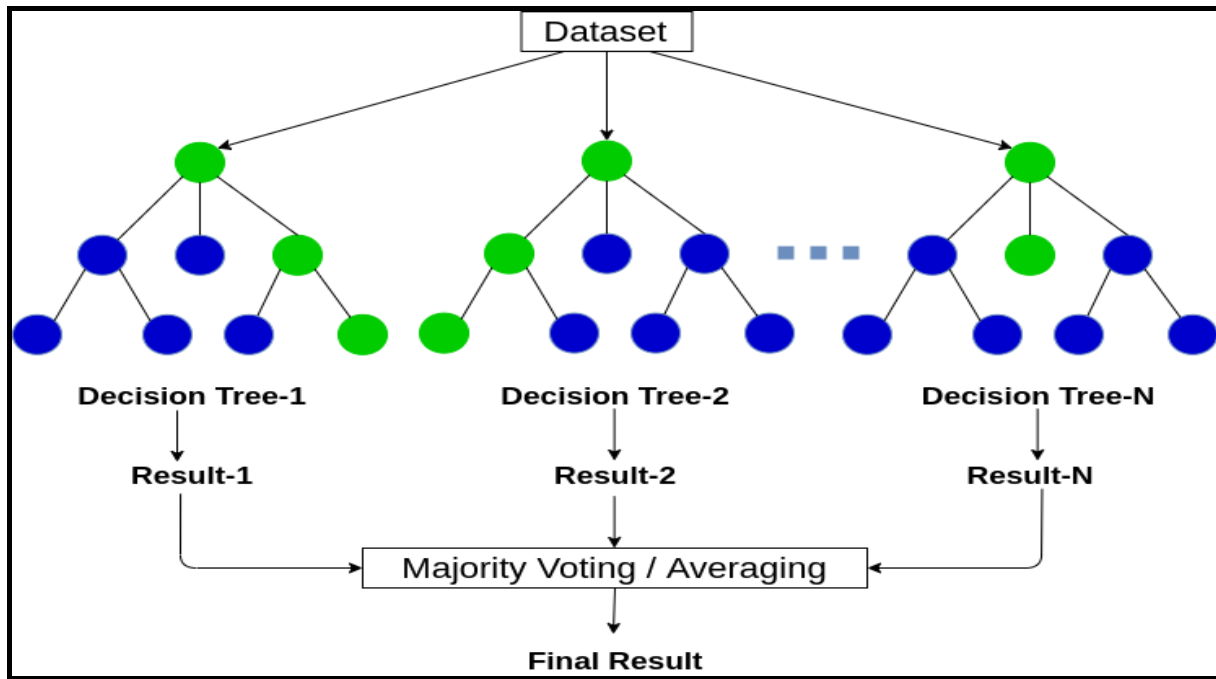 Dataset
Decision Tree-1
Decision Tree-2
Decision Tree-N
Result-1
Result-2
Result-N
Majority Voting / Averaging
Final Result